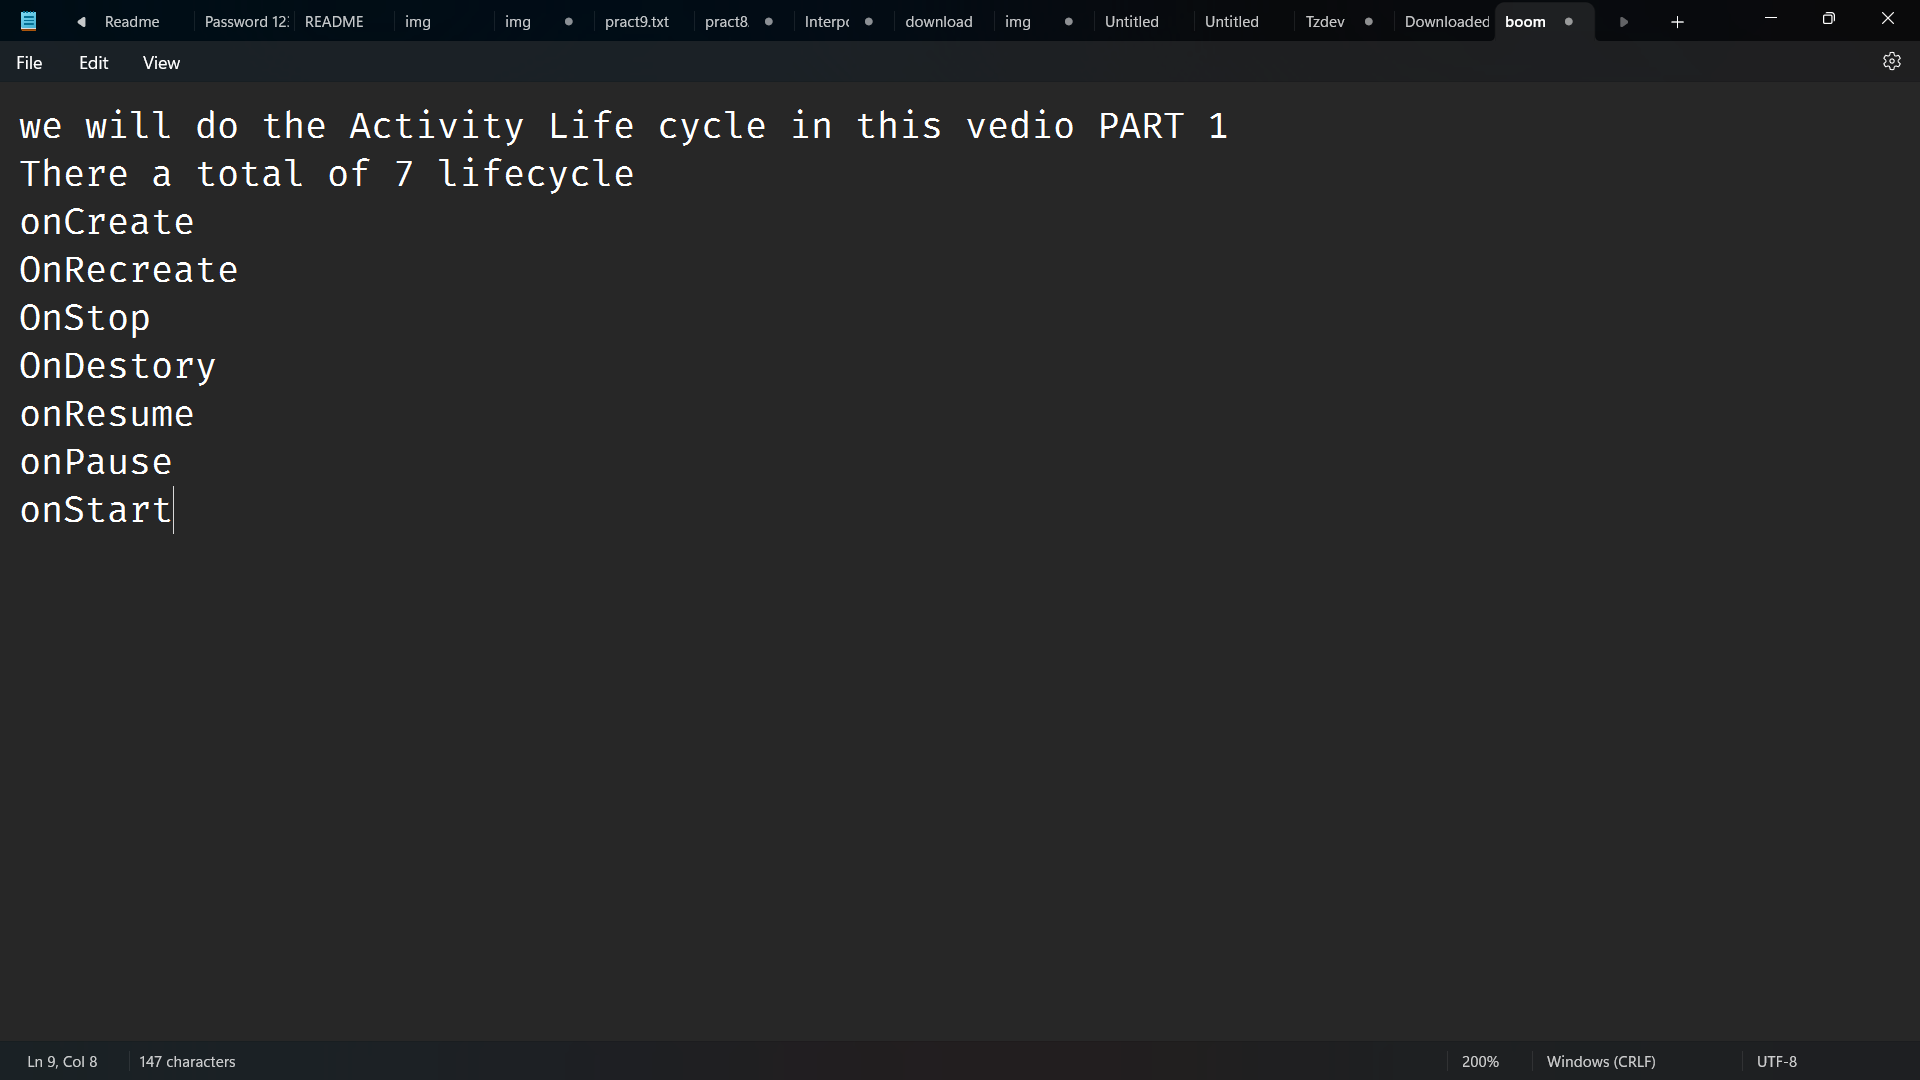 Readme Password 12 README img img pract9.txt pract8. Interp download img Untitled Untitled Tzdev Downloaded boom
File Edit View
we will do the Activity Life cycle in this vedio PART 1
There a total of 7 lifecycle
onCreate
OnRecreate
OnStop
OnDestory
onResume
onPause
onStart
Ln 9, Col 8 147 characters 200% Windows (CRLF) UTF-8